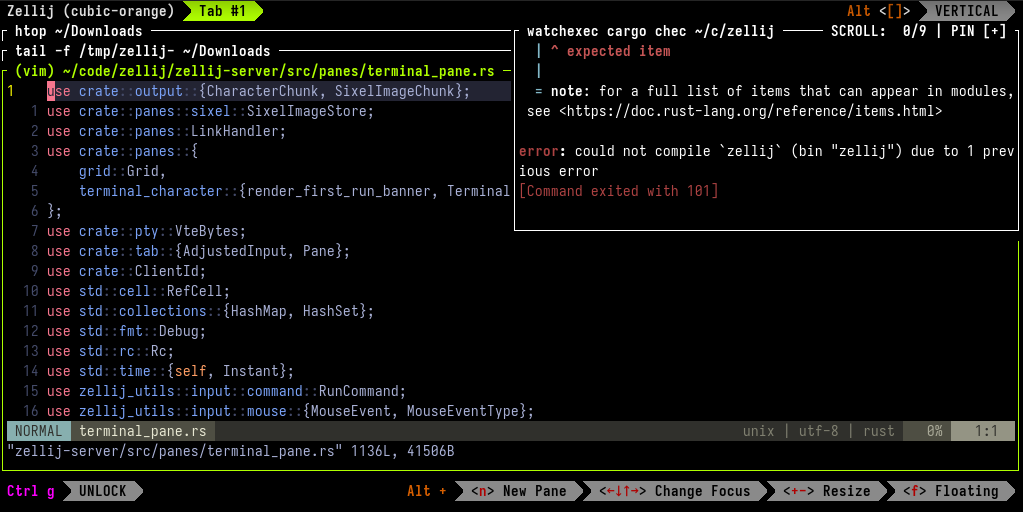 Zellij (cubic-orange) Tab #1 Alt <[]> VERTICAL
htop ~/Downloads
tail -f /tmp/zellij- ~/Downloads
(vim) ~/code/zellij/zellij-server/src/panes/terminal_pane.rs
1 use crate::output::{CharacterChunk, SixelImageChunk};
1 use crate::panes::sixel::SixelImageStore;
2 use crate::panes::LinkHandler;
3 use crate::panes::{
4 grid::Grid,
5 terminal_character::{render_first_run_banner, Terminal
6 };
7 use crate::pty::VteBytes;
8 use crate::tab::{AdjustedInput, Pane};
9 use crate::ClientId;
10 use std::cell::RefCell;
11 use std::collections::{HashMap, HashSet};
12 use std::fmt::Debug;
13 use std::rc::Rc;
14 use std::time::{self, Instant};
15 use zellij_utils::input::command::RunCommand;
16 use zellij_utils::input::mouse::{MouseEvent, MouseEventType};
NORMAL terminal_pane.rs unix | utf-8 | rust 0% 1:1
"zellij-server/src/panes/terminal_pane.rs" 1136L, 41506B
watchexec cargo chec ~/c/zellij SCROLL: 0/9 | PIN [+]
| ^ expected item
|
= note: for a full list of items that can appear in modules,
see <https://doc.rust-lang.org/reference/items.html>
error: could not compile `zellij` (bin "zellij") due to 1 prev
ious error
[Command exited with 101]
Ctrl g UNLOCK Alt + <n> New Pane <←↓↑→> Change Focus <+-> Resize <f> Floating